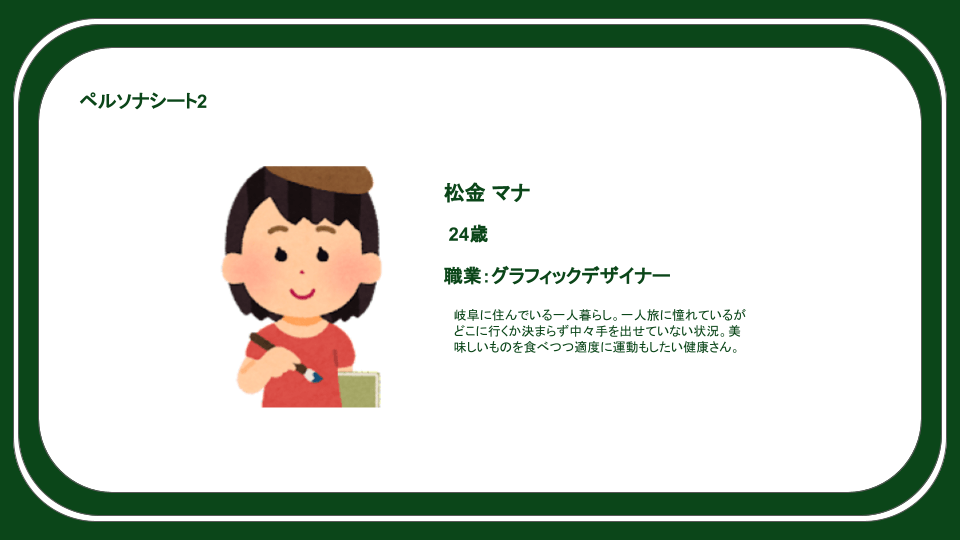 ペルソナシート2
松金 マナ
24歳
職業：グラフィックデザイナー
岐阜に住んでいる一人暮らし。一人旅に憧れているが
どこに行くか決まらず中々手を出せていない状況。美
味しいものを食べつつ適度に運動もしたい健康さん。